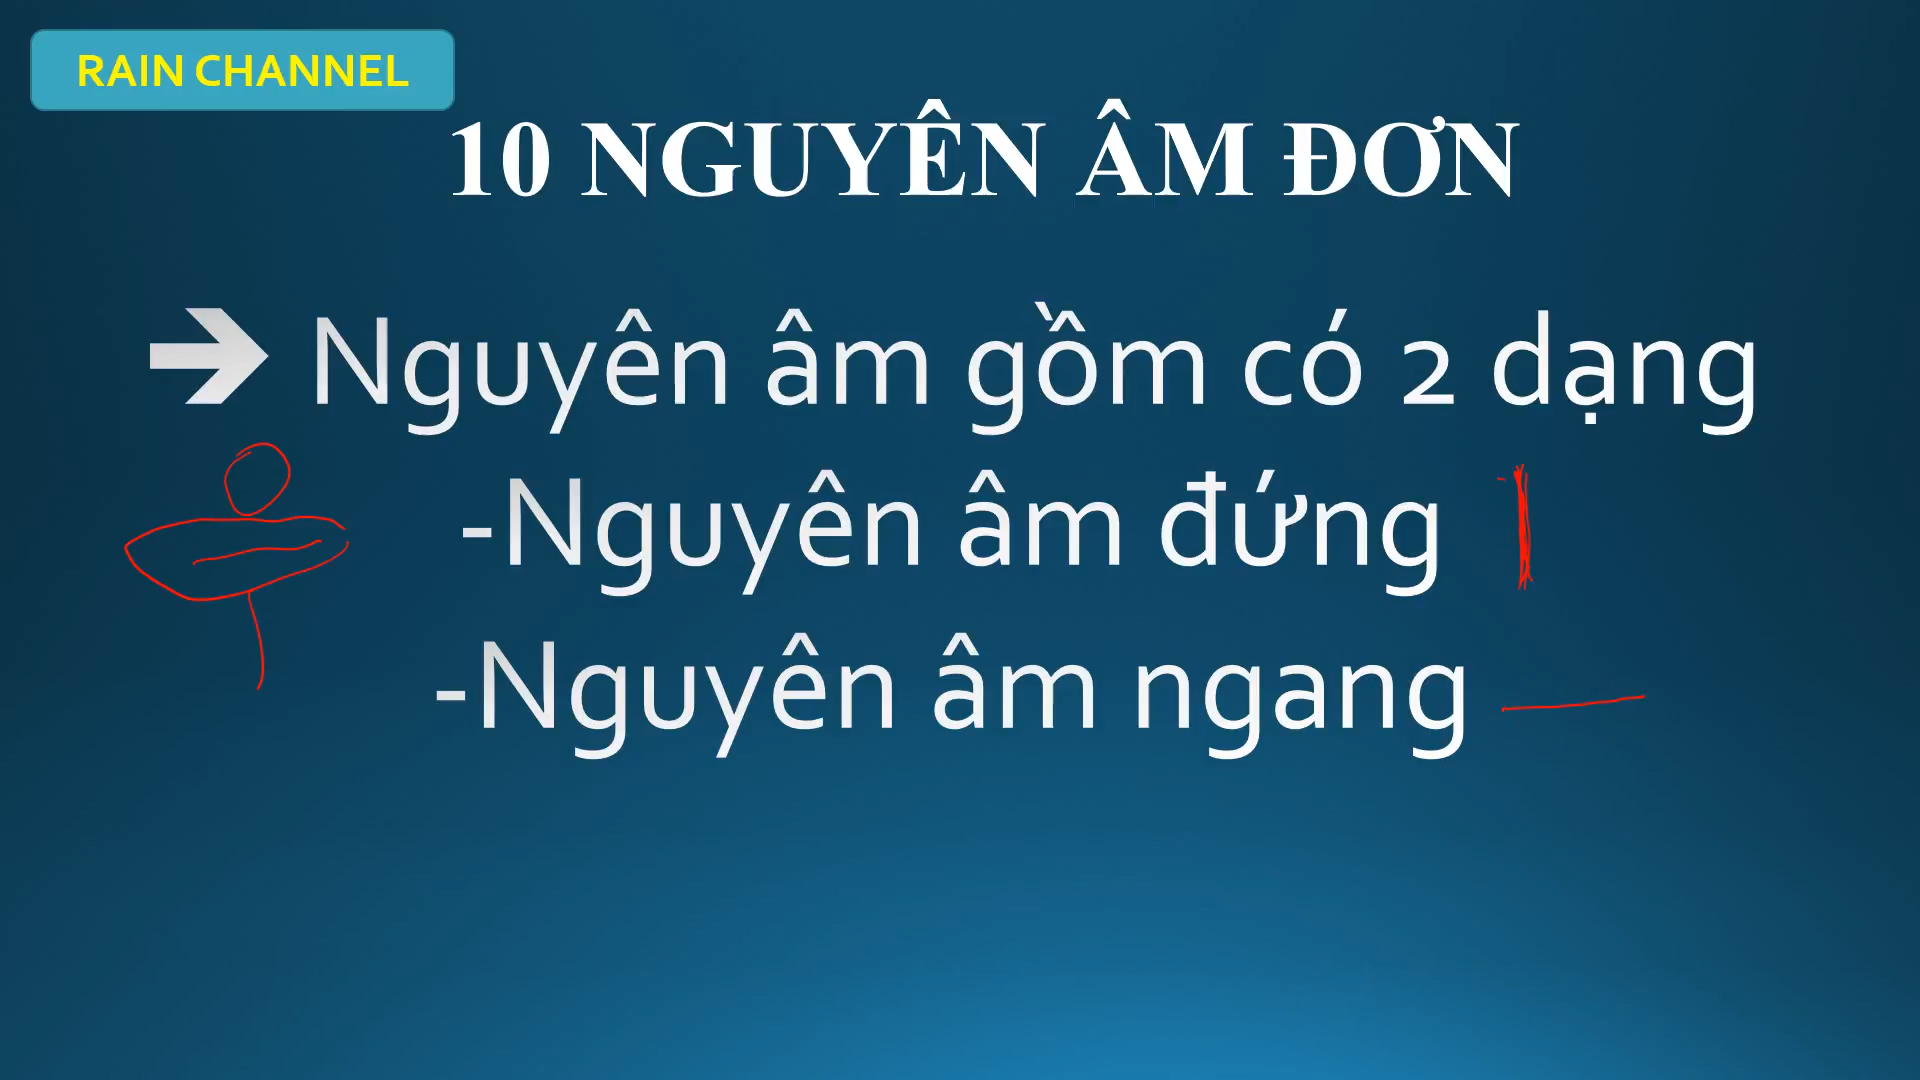 RAIN CHANNEL
10 NGUYÊN ÂM ĐƠN
➔ Nguyên âm gồm có 2 dạng
-Nguyên âm đứng
-Nguyên âm ngang